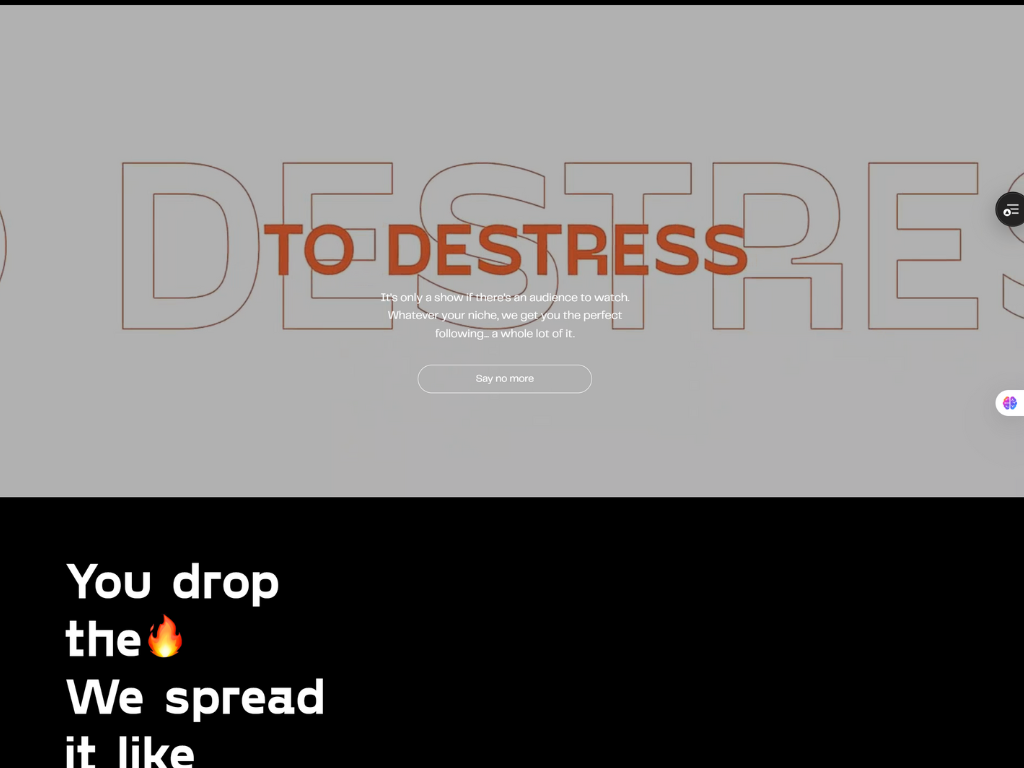 DESTRESS
TO DESTRESS
It's only a show if there's an audience to watch.
Whatever your niche, we get you the perfect
following... a whole lot of it.
Say no more
You drop
the🔥
We spread
it like